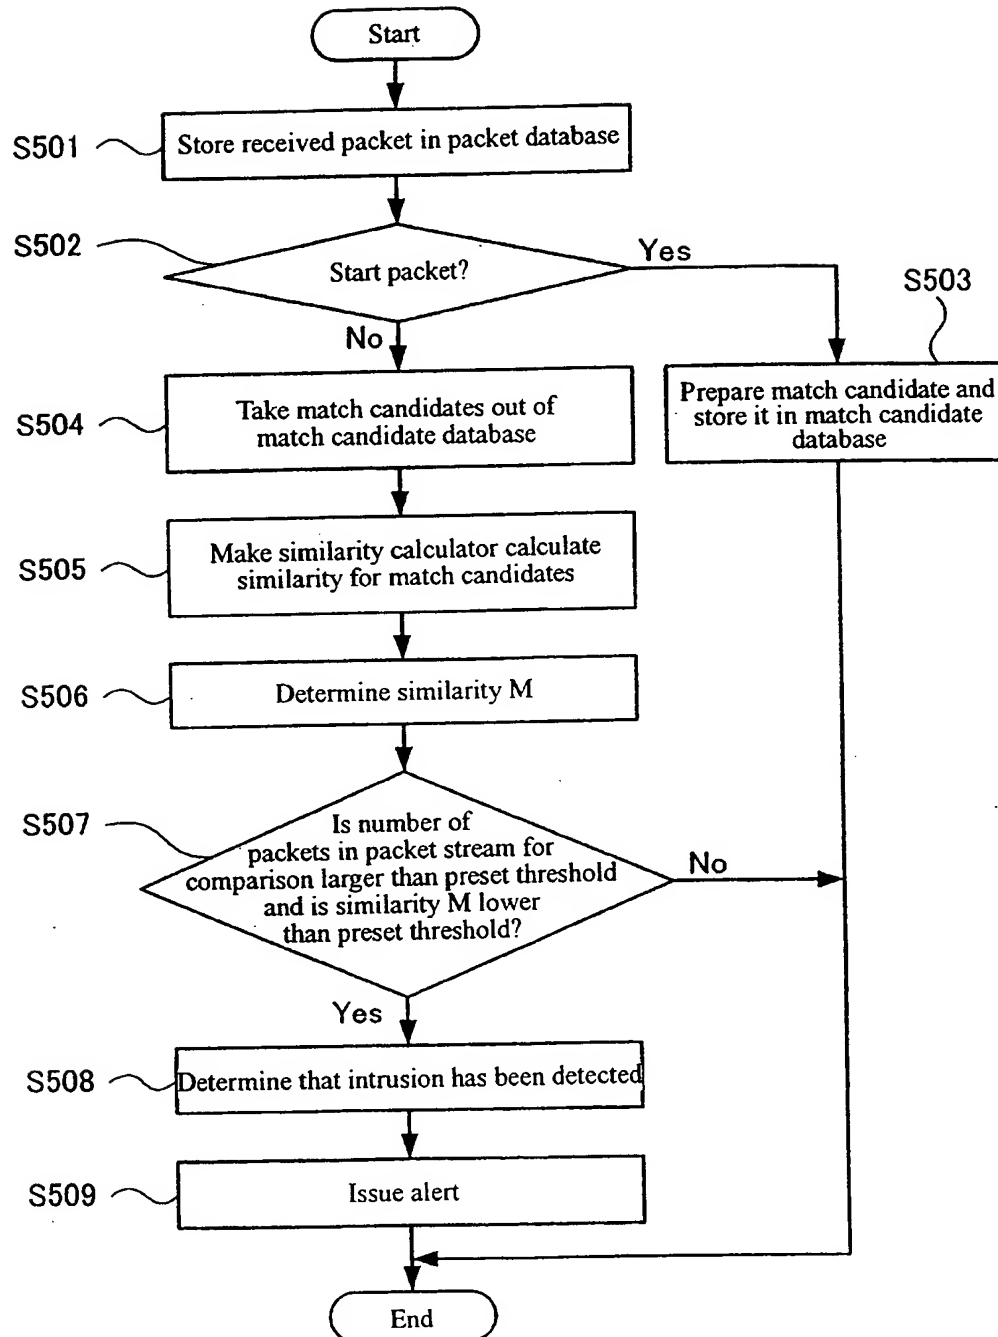 Start
S501
Store received packet in packet database
S502
Start packet?
Yes
No
S503
Prepare match candidate and
store it in match candidate
database
S504
Take match candidates out of
match candidate database
S505
Make similarity calculator calculate
similarity for match candidates
S506
Determine similarity M
S507
Is number of
packets in packet stream for
comparison larger than preset threshold
and is similarity M lower
than preset threshold?
No
Yes
S508
Determine that intrusion has been detected
S509
Issue alert
End